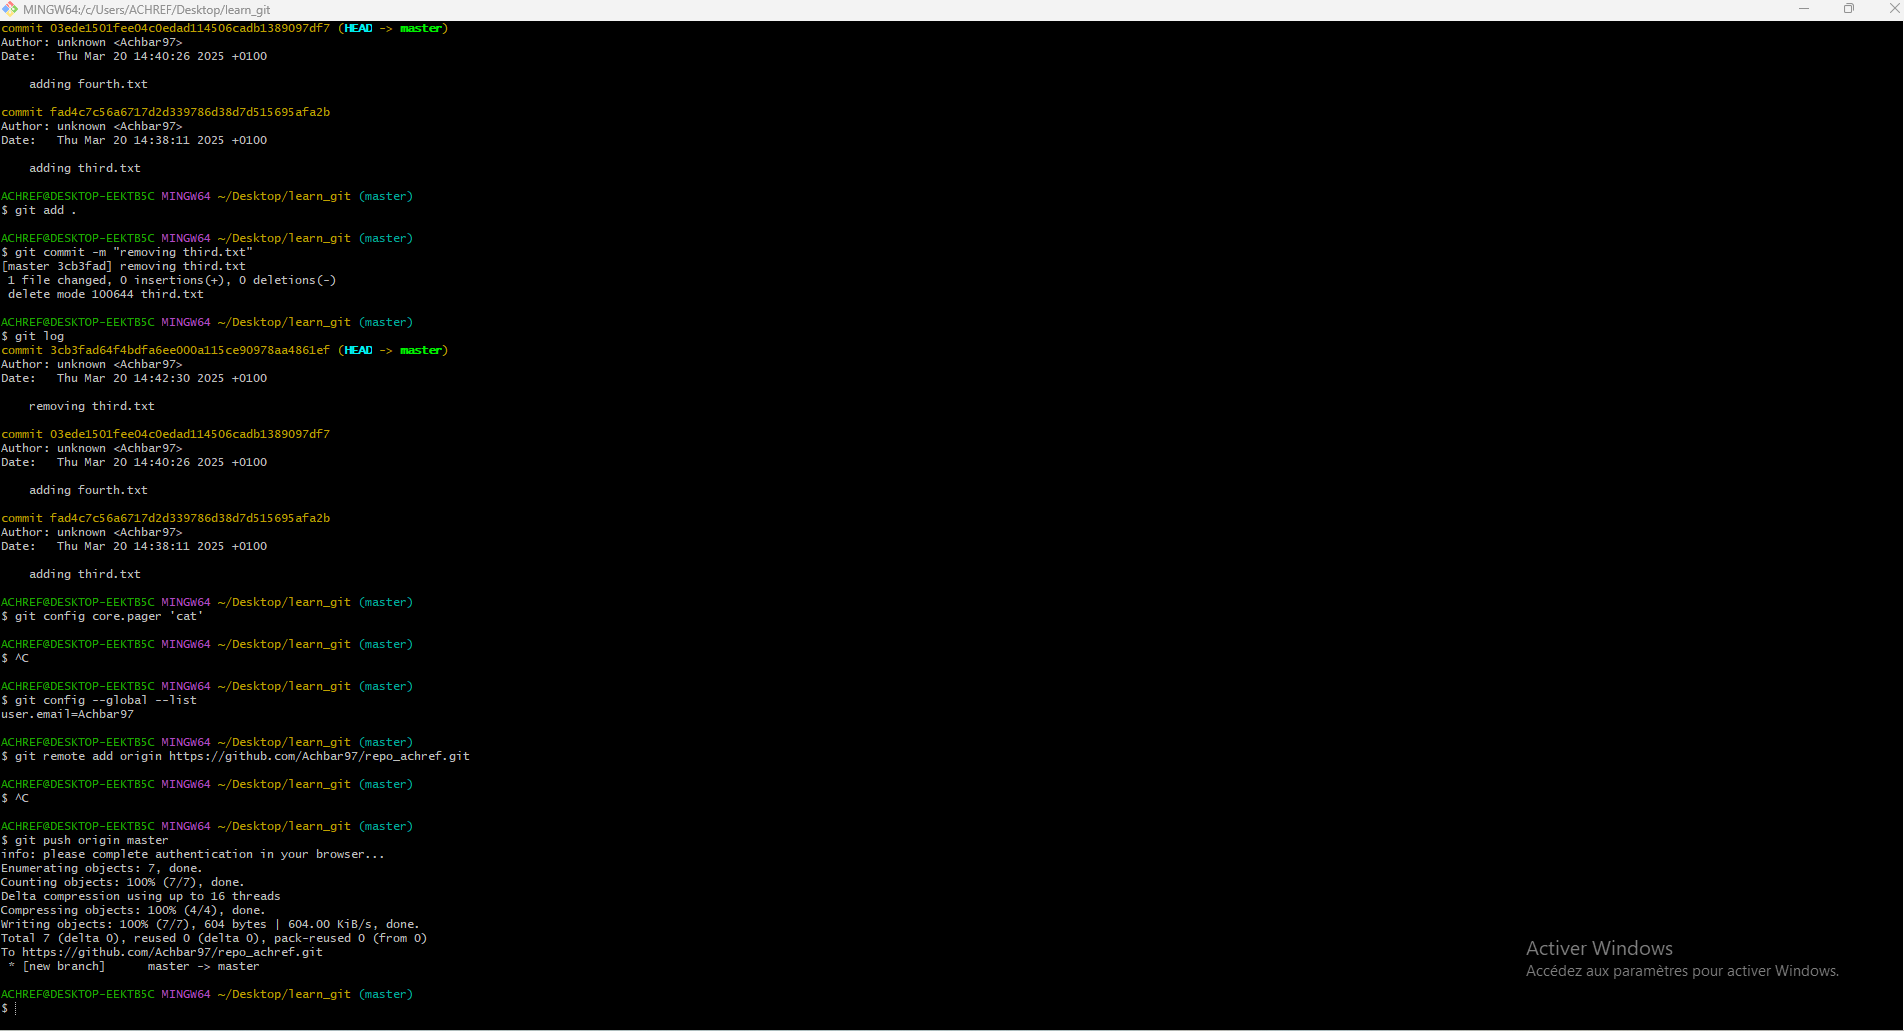 MINGW64:/c/Users/ACHREF/Desktop/learn_git
commit 03ede1501fee04c0edad114506cadb1389097df7 (HEAD -> master)
Author: unknown <Achbar97>
Date:   Thu Mar 20 14:40:26 2025 +0100
    adding fourth.txt
commit fad4c7c56a6717d2d339786d38d7d515695afa2b
Author: unknown <Achbar97>
Date:   Thu Mar 20 14:38:11 2025 +0100
    adding third.txt
ACHREF@DESKTOP-EEKTB5C MINGW64 ~/Desktop/learn_git (master)
$ git add .
ACHREF@DESKTOP-EEKTB5C MINGW64 ~/Desktop/learn_git (master)
$ git commit -m "removing third.txt"
[master 3cb3fad] removing third.txt
 1 file changed, 0 insertions(+), 0 deletions(-)
 delete mode 100644 third.txt
ACHREF@DESKTOP-EEKTB5C MINGW64 ~/Desktop/learn_git (master)
$ git log
commit 3cb3fad64f4bdfa6ee000a115ce90978aa4861ef (HEAD -> master)
Author: unknown <Achbar97>
Date:   Thu Mar 20 14:42:30 2025 +0100
    removing third.txt
commit 03ede1501fee04c0edad114506cadb1389097df7
Author: unknown <Achbar97>
Date:   Thu Mar 20 14:40:26 2025 +0100
    adding fourth.txt
commit fad4c7c56a6717d2d339786d38d7d515695afa2b
Author: unknown <Achbar97>
Date:   Thu Mar 20 14:38:11 2025 +0100
    adding third.txt
ACHREF@DESKTOP-EEKTB5C MINGW64 ~/Desktop/learn_git (master)
$ git config core.pager 'cat'
ACHREF@DESKTOP-EEKTB5C MINGW64 ~/Desktop/learn_git (master)
$ ^C
ACHREF@DESKTOP-EEKTB5C MINGW64 ~/Desktop/learn_git (master)
$ git config --global --list
user.email=Achbar97
ACHREF@DESKTOP-EEKTB5C MINGW64 ~/Desktop/learn_git (master)
$ git remote add origin https://github.com/Achbar97/repo_achref.git
ACHREF@DESKTOP-EEKTB5C MINGW64 ~/Desktop/learn_git (master)
$ ^C
ACHREF@DESKTOP-EEKTB5C MINGW64 ~/Desktop/learn_git (master)
$ git push origin master
info: please complete authentication in your browser...
Enumerating objects: 7, done.
Counting objects: 100% (7/7), done.
Delta compression using up to 16 threads
Compressing objects: 100% (4/4), done.
Writing objects: 100% (7/7), 604 bytes | 604.00 KiB/s, done.
Total 7 (delta 0), reused 0 (delta 0), pack-reused 0 (from 0)
To https://github.com/Achbar97/repo_achref.git
 * [new branch]      master -> master
ACHREF@DESKTOP-EEKTB5C MINGW64 ~/Desktop/learn_git (master)
$
Activer Windows
Accédez aux paramètres pour activer Windows.